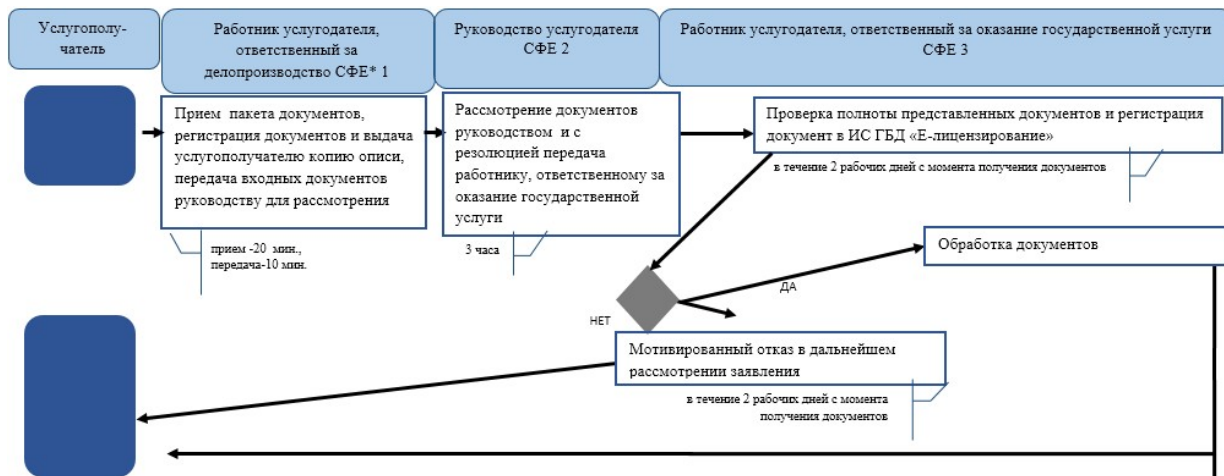 Услугополу-
чатель
Работник услугодателя,
ответственный за
делопроизводство СФЕ* 1
Руководство услугодателя
СФЕ 2
Работник услугодателя, ответственный за оказание государственной услуги
СФЕ 3
Прием пакета документов,
регистрация документов и выдача
услугополучателю копию описи,
передача входных документов
руководству для рассмотрения
Рассмотрение документов
руководством и с
резолюцией передача
работнику, ответственному за
оказание государственной
услуги
Проверка полноты представленных документов и регистрация
документ в ИС ГБД «Е-лицензирование»
в течение 2 рабочих дней с момента получения документов
прием -20 мин.,
передача-10 мин.
3 часа
Обработка документов
ДА
НЕТ
Мотивированный отказ в дальнейшем
рассмотрении заявления
в течение 2 рабочих дней с момента
получения документов